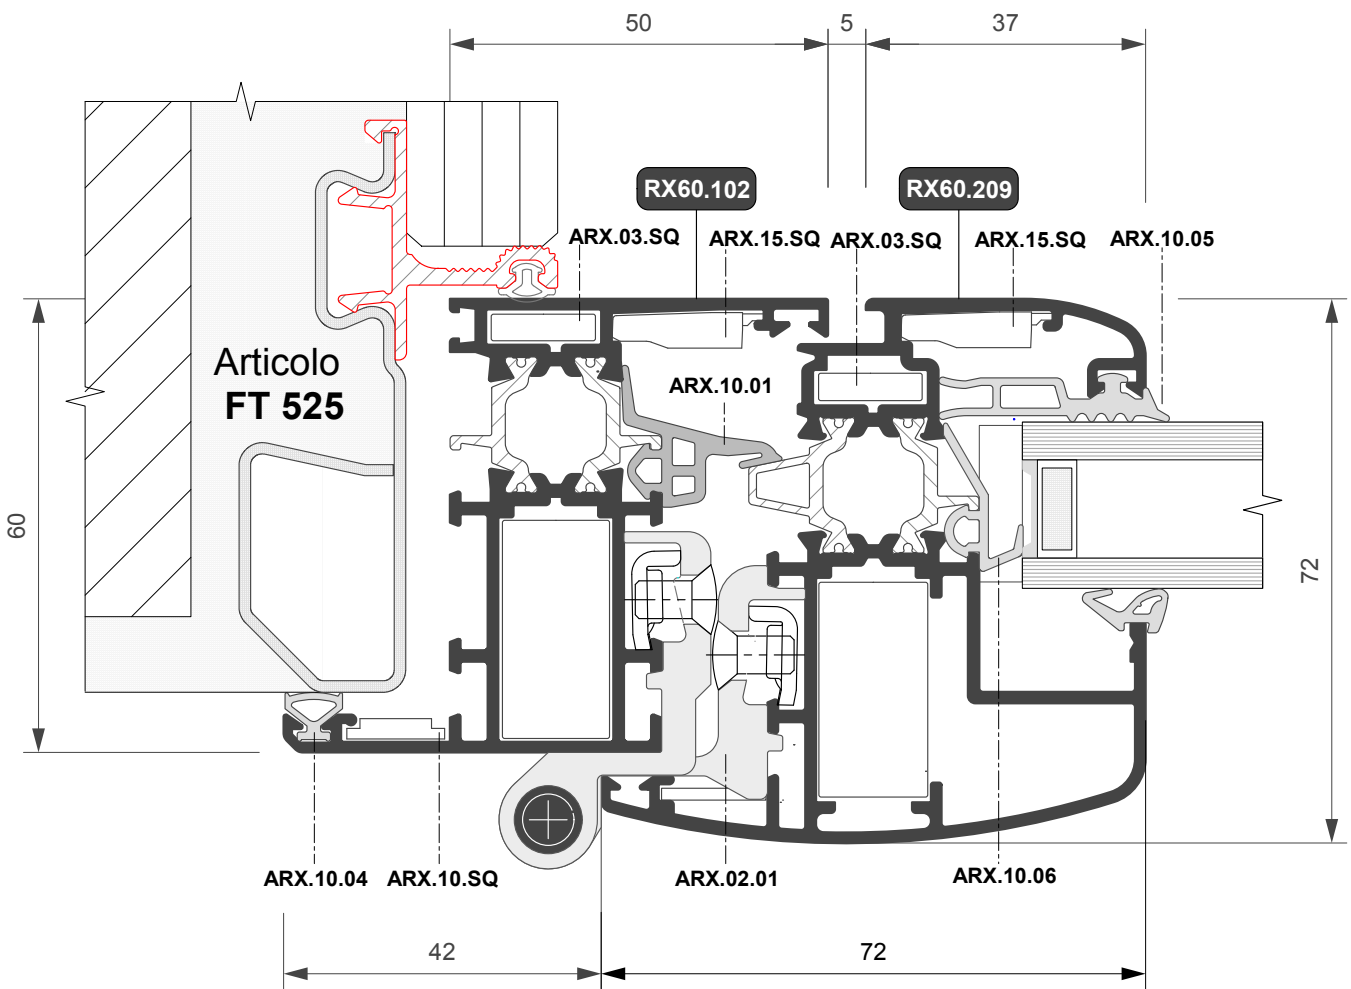 50 5 37
RX60.102 RX60.209
ARX.03.SQ ARX.15.SQ ARX.03.SQ ARX.15.SQ ARX.10.05
Articolo
FT 525
ARX.10.01
60
72
ARX.10.04 ARX.10.SQ ARX.02.01 ARX.10.06
42 72